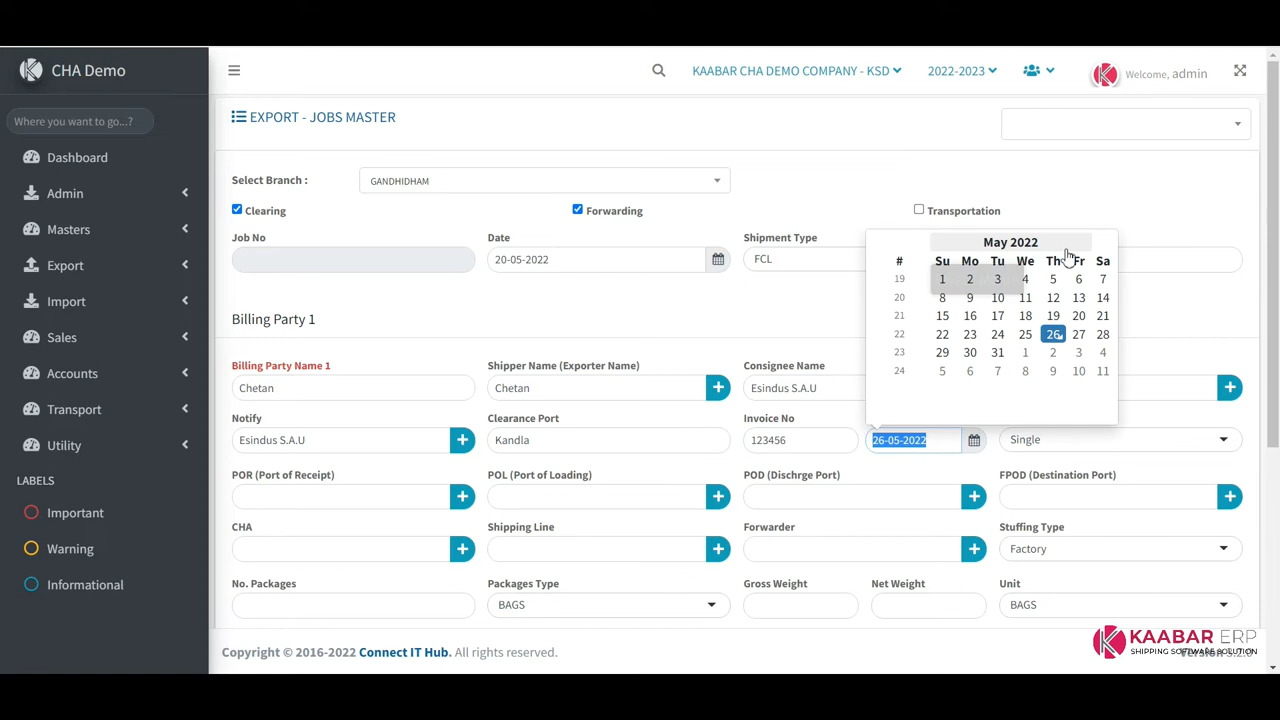 CHA Demo
KAABAR CHA DEMO COMPANY - KSD
2022-2023
Welcome, admin
Where you want to go...?
Dashboard
Admin
Masters
Export
Import
Sales
Accounts
Transport
Utility
LABELS
Important
Warning
Informational
EXPORT - JOBS MASTER
Select Branch :
GANDHIDHAM
Clearing
Forwarding
Transportation
Job No
Date
Shipment Type
20-05-2022
FCL
May 2022
# Su Mo Tu We Th Fr Sa
19 1 2 3 4 5 6 7
20 8 9 10 11 12 13 14
21 15 16 17 18 19 20 21
22 22 23 24 25 26 27 28
23 29 30 31 1 2 3 4
24 5 6 7 8 9 10 11
Billing Party 1
Billing Party Name 1
Shipper Name (Exporter Name)
Consignee Name
Chetan
Chetan
Esindus S.A.U
Notify
Clearance Port
Invoice No
Esindus S.A.U
Kandla
123456
26-05-2022
Single
POR (Port of Receipt)
POL (Port of Loading)
POD (Dischrge Port)
FPOD (Destination Port)
CHA
Shipping Line
Forwarder
Stuffing Type
Factory
No. Packages
Packages Type
Gross Weight
Net Weight
Unit
BAGS
BAGS
Copyright © 2016-2022 Connect IT Hub. All rights reserved.
KAABAR ERP
SHIPPING SOFTWARE SOLUTION